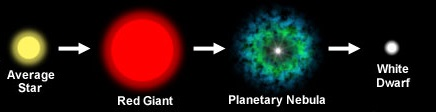 Average
Star
Red Giant
Planetary Nebula
White
Dwarf